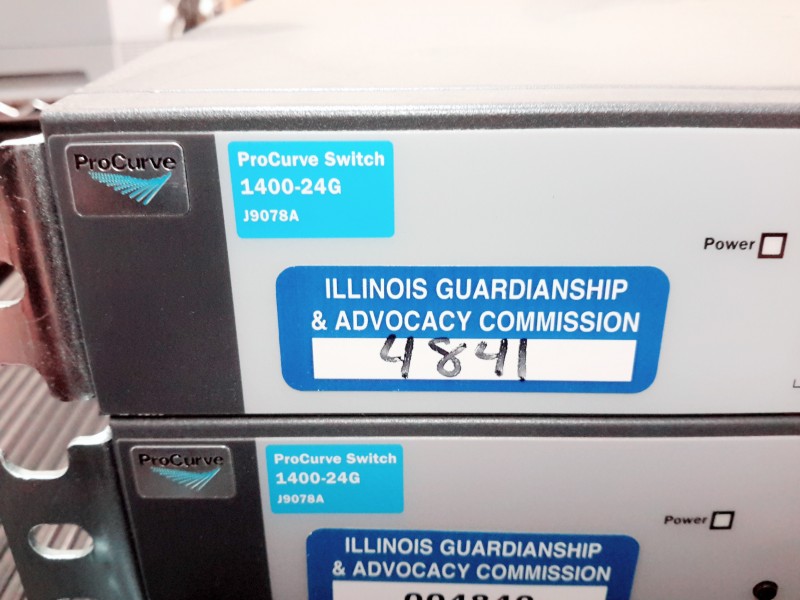 ProCurve
ProCurve Switch
1400-24G
J9078A
Power
ILLINOIS GUARDIANSHIP
& ADVOCACY COMMISSION
4841
ProCurve
ProCurve Switch
1400-24G
J9078A
Power
ILLINOIS GUARDIANSHIP
& ADVOCACY COMMISSION